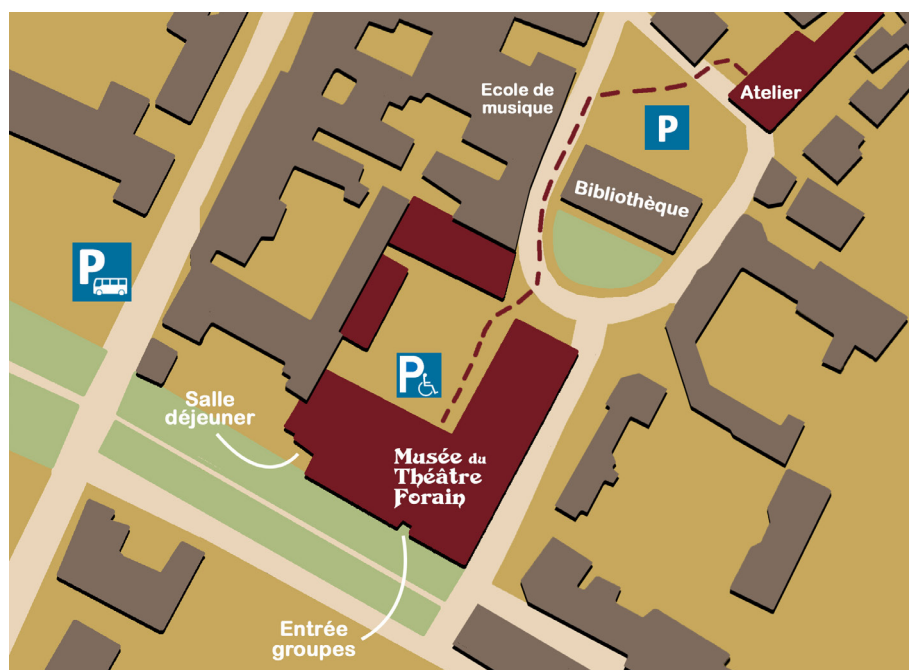 Ecole de
musique
Atelier
P
Bibliothèque
P
P
Salle
déjeuner
Musée du
Théâtre
Forain
Entrée
groupes